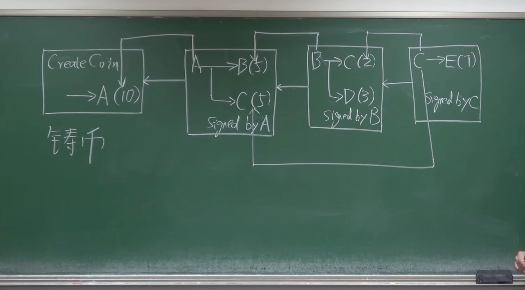 CreateCoin
→A(10)
A→B(5)
→C(5)
signed by A
B→C(2)
→D(3)
signed by B
C→E(7)
signed by C
铸币